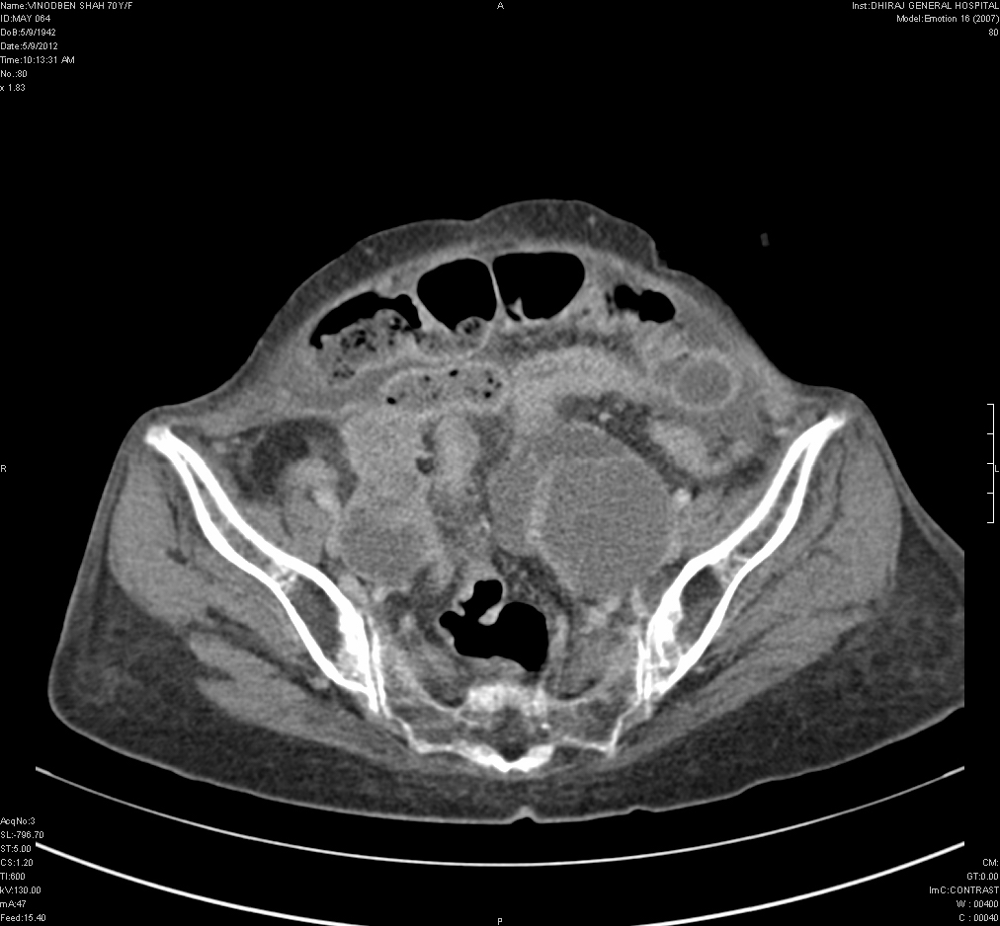 Name:VINODBEN SHAH 70Y/F
ID:MAY 064
DoB:5/9/1942
Date:5/9/2012
Time:10:13:31 AM
No.:80
x 1.83
A
Inst:DHIRAJ GENERAL HOSPITAL
Model:Emotion 16 (2007)
80
R
L
AcqNo:3
SL:-796.70
ST:5.00
CS:1.20
TI:600
kV:130.00
mA:47
Feed:15.40
P
CM:
GT:0.00
ImC:CONTRAST
W : 00400
C : 00040